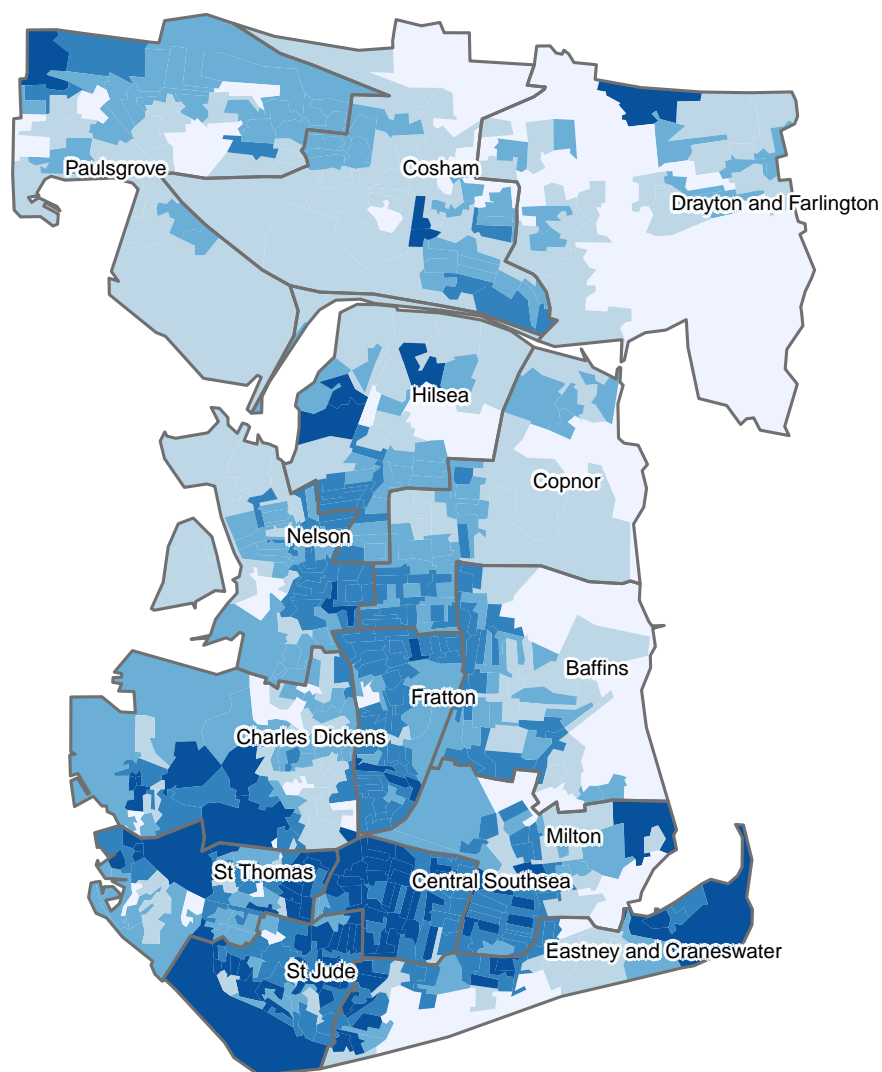 Paulsgrove
Cosham
Drayton and Farlington
Hilsea
Copnor
Nelson
Baffins
Fratton
Charles Dickens
Milton
St Thomas
Central Southsea
Eastney and Craneswater
St Jude